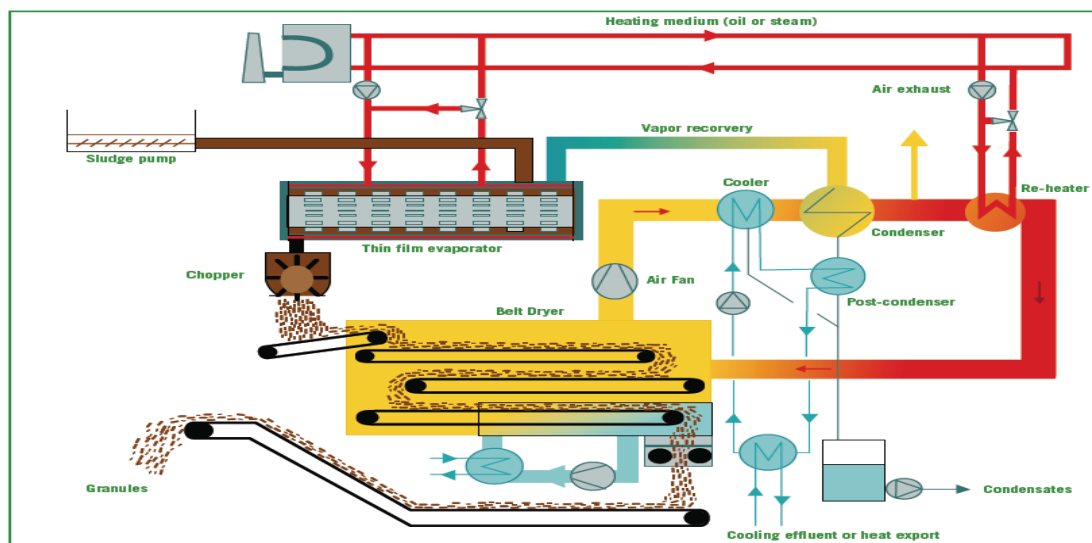 Heating medium (oil or steam)
Air exhaust
Vapor recorvery
Sludge pump
Cooler
Re-heater
Condenser
Thin film evaporator
Chopper
Air Fan
Post-condenser
Belt Dryer
Granules
Condensates
Cooling effluent or heat export